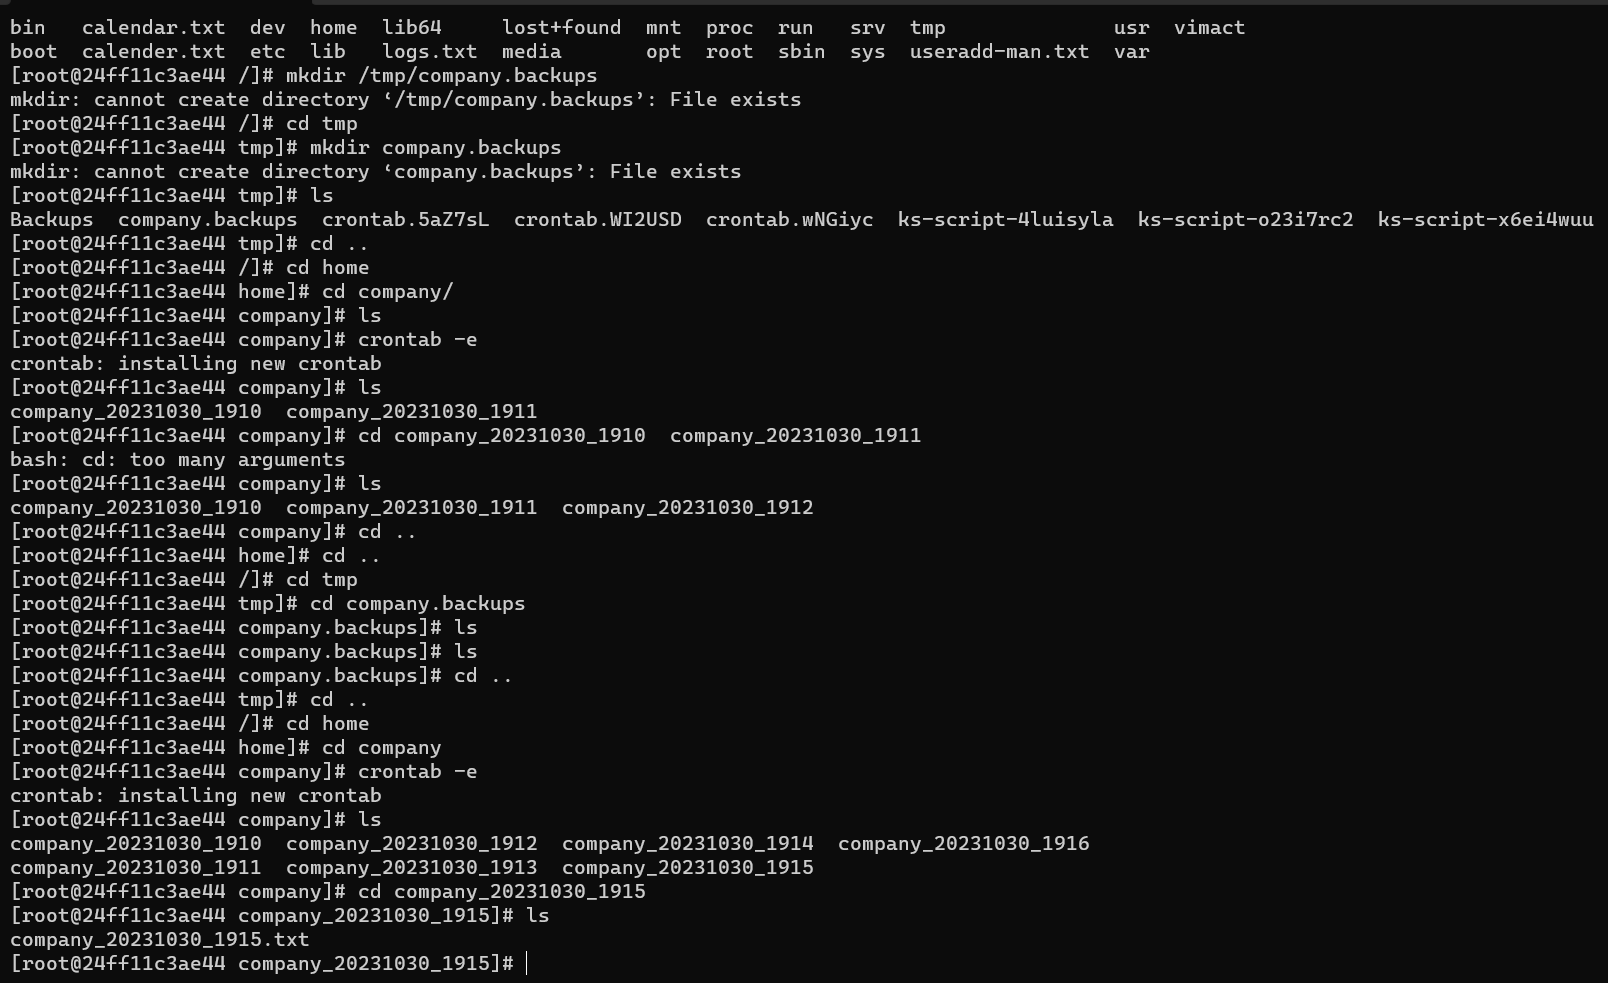 bin   calendar.txt  dev  home  lib64     lost+found  mnt  proc  run   srv  tmp              usr  vimact
boot  calender.txt  etc  lib   logs.txt  media       opt  root  sbin  sys  useradd-man.txt  var
[root@24ff11c3ae44 /]# mkdir /tmp/company.backups
mkdir: cannot create directory ‘/tmp/company.backups’: File exists
[root@24ff11c3ae44 /]# cd tmp
[root@24ff11c3ae44 tmp]# mkdir company.backups
mkdir: cannot create directory ‘company.backups’: File exists
[root@24ff11c3ae44 tmp]# ls
Backups  company.backups  crontab.5aZ7sL  crontab.WI2USD  crontab.wNGiyc  ks-script-4luisyla  ks-script-o23i7rc2  ks-script-x6ei4wuu
[root@24ff11c3ae44 tmp]# cd ..
[root@24ff11c3ae44 /]# cd home
[root@24ff11c3ae44 home]# cd company/
[root@24ff11c3ae44 company]# ls
[root@24ff11c3ae44 company]# crontab -e
crontab: installing new crontab
[root@24ff11c3ae44 company]# ls
company_20231030_1910  company_20231030_1911
[root@24ff11c3ae44 company]# cd company_20231030_1910  company_20231030_1911
bash: cd: too many arguments
[root@24ff11c3ae44 company]# ls
company_20231030_1910  company_20231030_1911  company_20231030_1912
[root@24ff11c3ae44 company]# cd ..
[root@24ff11c3ae44 home]# cd ..
[root@24ff11c3ae44 /]# cd tmp
[root@24ff11c3ae44 tmp]# cd company.backups
[root@24ff11c3ae44 company.backups]# ls
[root@24ff11c3ae44 company.backups]# ls
[root@24ff11c3ae44 company.backups]# cd ..
[root@24ff11c3ae44 tmp]# cd ..
[root@24ff11c3ae44 /]# cd home
[root@24ff11c3ae44 home]# cd company
[root@24ff11c3ae44 company]# crontab -e
crontab: installing new crontab
[root@24ff11c3ae44 company]# ls
company_20231030_1910  company_20231030_1912  company_20231030_1914  company_20231030_1916
company_20231030_1911  company_20231030_1913  company_20231030_1915
[root@24ff11c3ae44 company]# cd company_20231030_1915
[root@24ff11c3ae44 company_20231030_1915]# ls
company_20231030_1915.txt
[root@24ff11c3ae44 company_20231030_1915]#